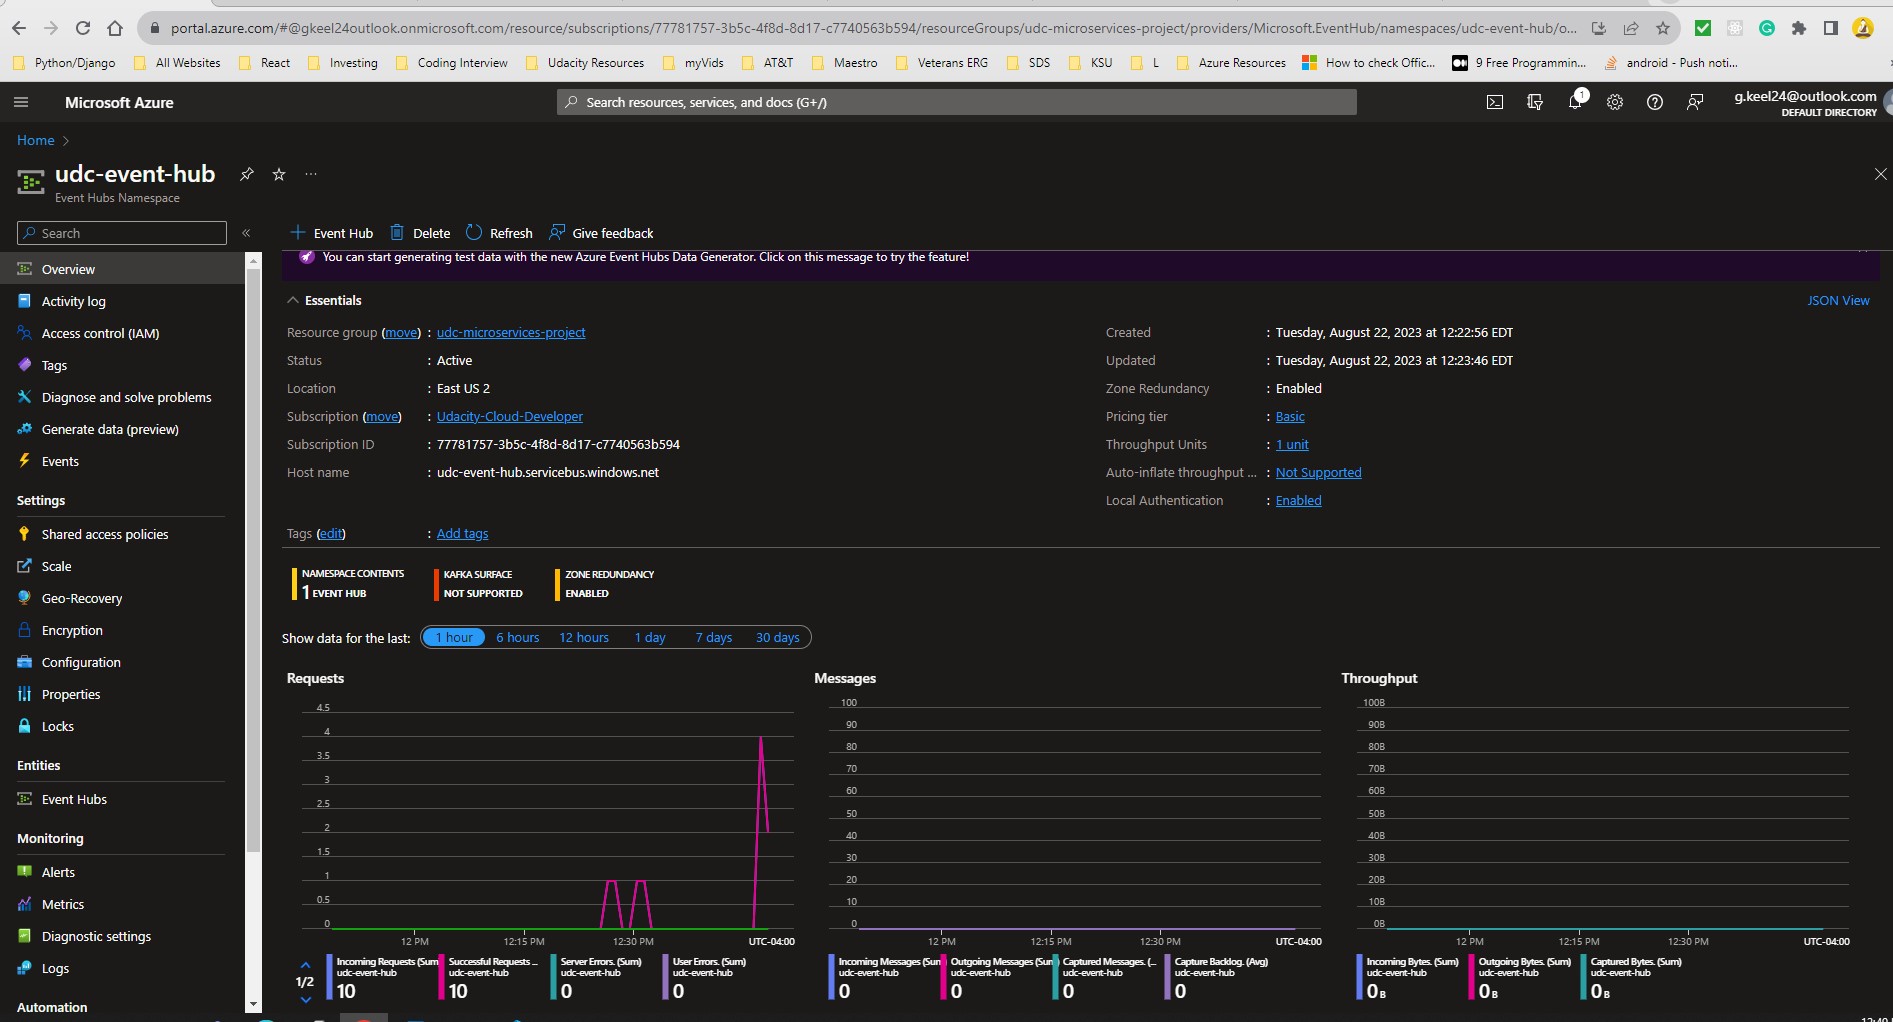 portal.azure.com/#@gkeel24outlook.onmicrosoft.com/resource/subscriptions/77781757-3b5c-4f8d-8d17-c7740563b594/resourceGroups/udc-microservices-project/providers/Microsoft.EventHub/namespaces/udc-event-hub/o...
Python/Django All Websites React Investing Coding Interview Udacity Resources myVids AT&T Maestro Veterans ERG SDS KSU L Azure Resources How to check Offic... 9 Free Programmin... android - Push noti...
Microsoft Azure
Search resources, services, and docs (G+/)
1
g.keel24@outlook.com
DEFAULT DIRECTORY
Home
udc-event-hub
Event Hubs Namespace
Search
Overview
Activity log
Access control (IAM)
Tags
Diagnose and solve problems
Generate data (preview)
Events
Settings
Shared access policies
Scale
Geo-Recovery
Encryption
Configuration
Properties
Locks
Entities
Event Hubs
Monitoring
Alerts
Metrics
Diagnostic settings
Logs
Automation
Event Hub Delete Refresh Give feedback
You can start generating test data with the new Azure Event Hubs Data Generator. Click on this message to try the feature!
Essentials
JSON View
Resource group (move) : udc-microservices-project
Status : Active
Location : East US 2
Subscription (move) : Udacity-Cloud-Developer
Subscription ID : 77781757-3b5c-4f8d-8d17-c7740563b594
Host name : udc-event-hub.servicebus.windows.net
Created : Tuesday, August 22, 2023 at 12:22:56 EDT
Updated : Tuesday, August 22, 2023 at 12:23:46 EDT
Zone Redundancy : Enabled
Pricing tier : Basic
Throughput Units : 1 unit
Auto-inflate throughput ... : Not Supported
Local Authentication : Enabled
Tags (edit) : Add tags
NAMESPACE CONTENTS
1 EVENT HUB
KAFKA SURFACE
NOT SUPPORTED
ZONE REDUNDANCY
ENABLED
Show data for the last: 1 hour 6 hours 12 hours 1 day 7 days 30 days
Requests
4.5
4
3.5
3
2.5
2
1.5
1
0.5
0
12 PM 12:15 PM 12:30 PM UTC-04:00
1/2
Incoming Requests (Sum
udc-event-hub
10
Successful Requests ...
udc-event-hub
10
Server Errors. (Sum)
udc-event-hub
0
User Errors. (Sum)
udc-event-hub
0
Messages
100
90
80
70
60
50
40
30
20
10
0
12 PM 12:15 PM 12:30 PM UTC-04:00
Incoming Messages (Sum
udc-event-hub
0
Outgoing Messages (Sum
udc-event-hub
0
Captured Messages. (...
udc-event-hub
0
Capture Backlog. (Avg)
udc-event-hub
0
Throughput
100B
90B
80B
70B
60B
50B
40B
30B
20B
10B
0B
12 PM 12:15 PM 12:30 PM UTC-04:00
Incoming Bytes. (Sum)
udc-event-hub
0 B
Outgoing Bytes. (Sum)
udc-event-hub
0 B
Captured Bytes. (Sum)
udc-event-hub
0 B